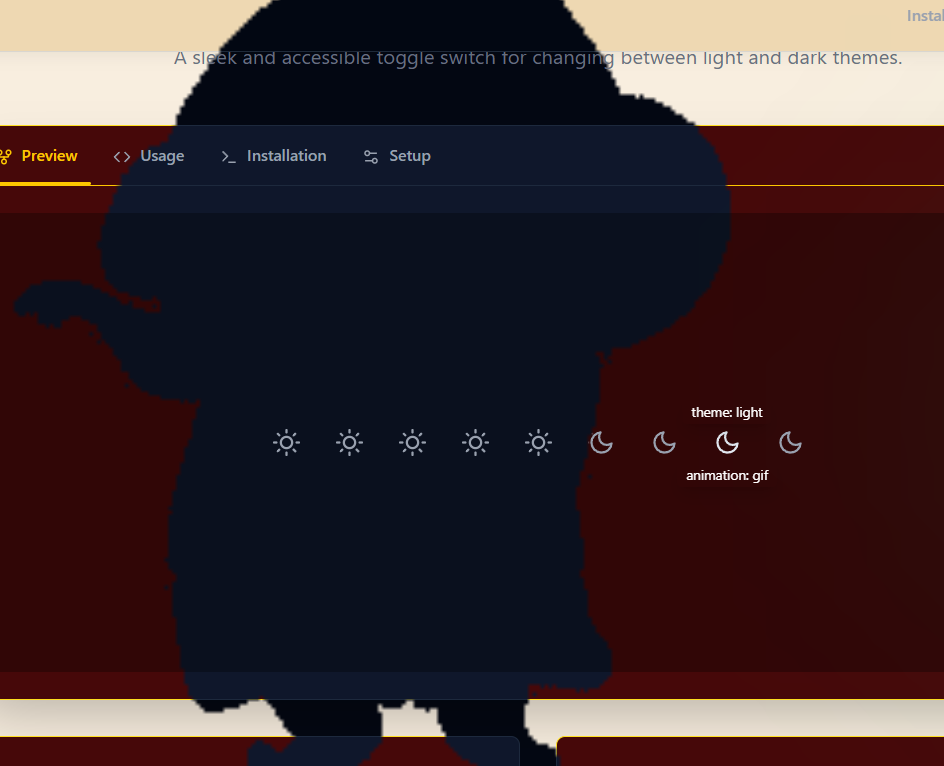 Instal
A sleek and accessible toggle switch for changing between light and dark themes.
Preview Usage Installation Setup
theme: light
animation: gif